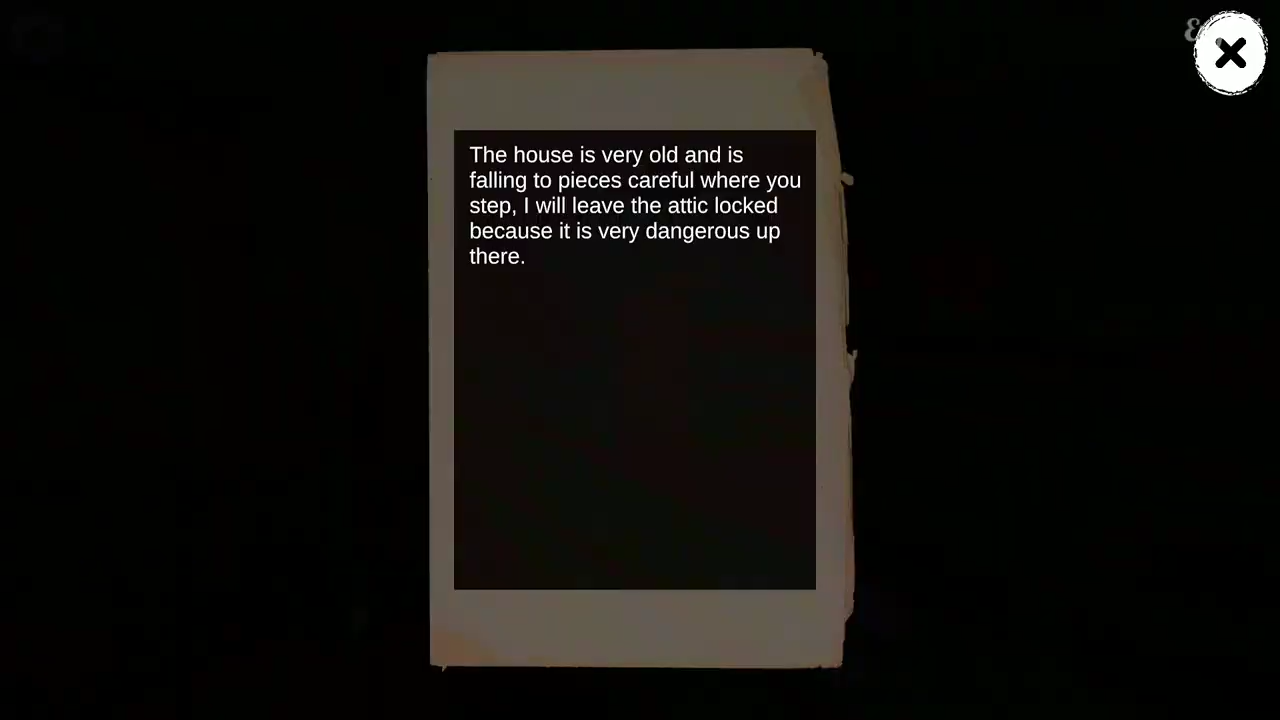 The house is very old and is
falling to pieces careful where you
step, I will leave the attic locked
because it is very dangerous up
there.